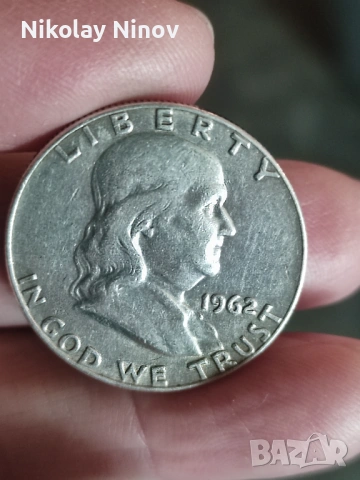 Nikolay Ninov
LIBERTY
1962
IN GOD WE TRUST
BAZAR